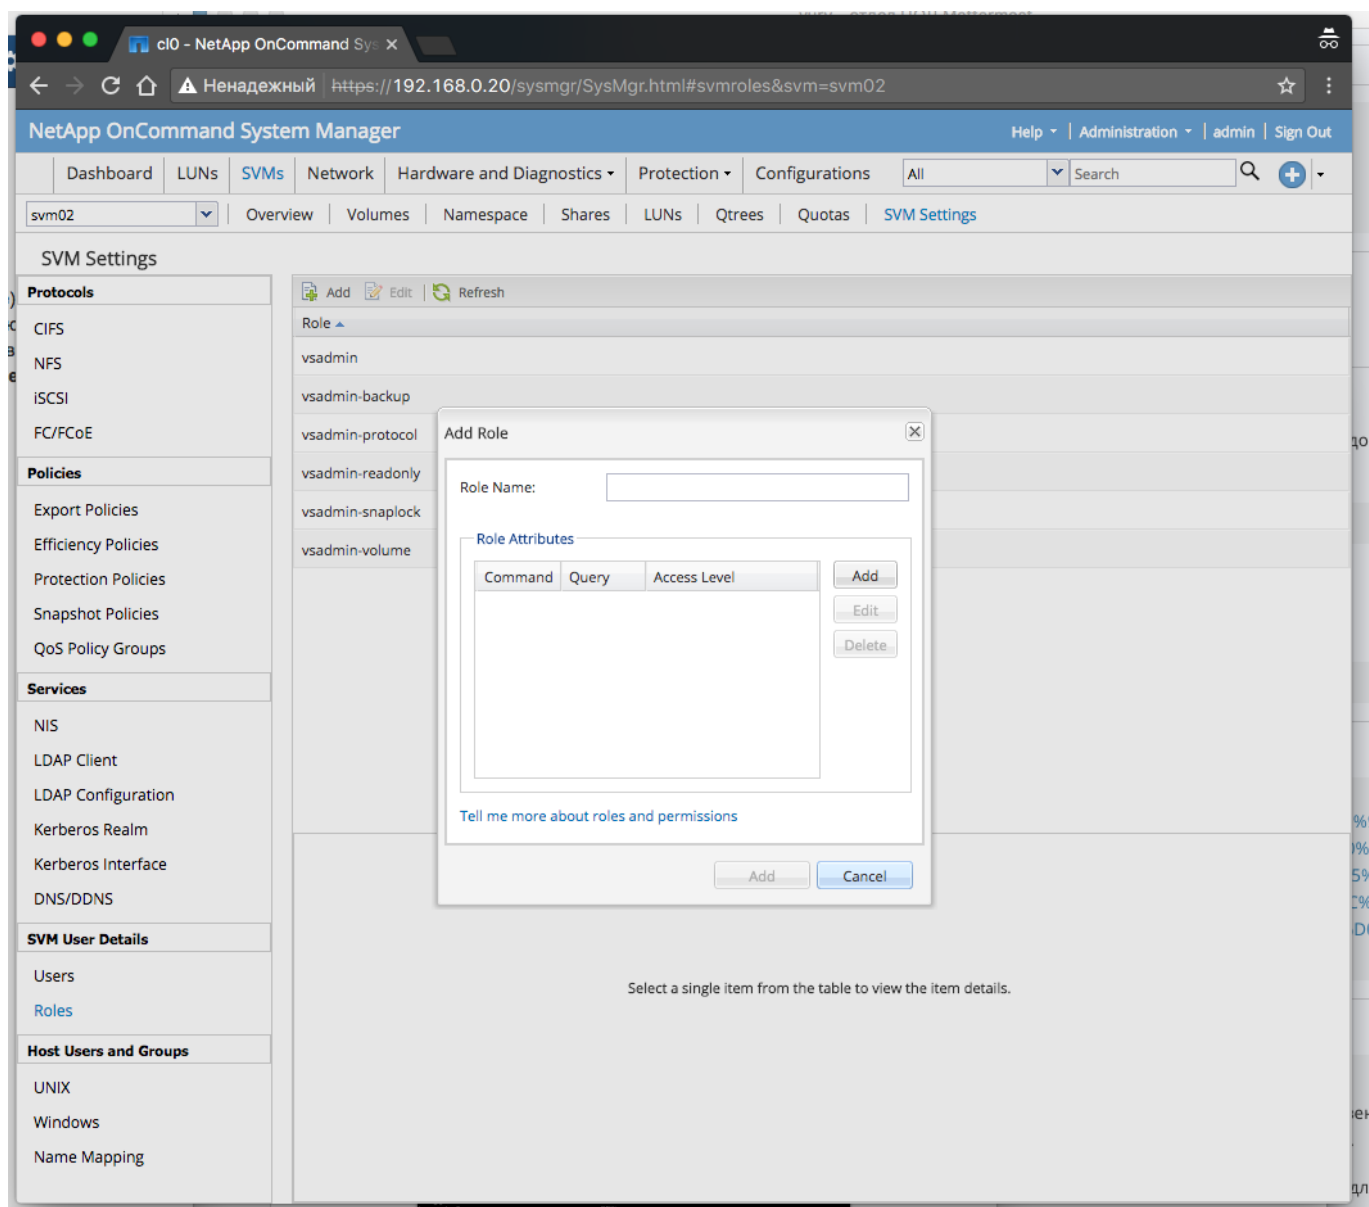 cl0 - NetApp OnCommand Sys
Ненадежный https://192.168.0.20/sysmgr/SysMgr.html#svmroles&svm=svm02
NetApp OnCommand System Manager
Help Administration admin Sign Out
Dashboard LUNs SVMs Network Hardware and Diagnostics Protection Configurations All Search
svm02 Overview Volumes Namespace Shares LUNs Qtrees Quotas SVM Settings
SVM Settings
Protocols
CIFS
NFS
iSCSI
FC/FCoE
Policies
Export Policies
Efficiency Policies
Protection Policies
Snapshot Policies
QoS Policy Groups
Services
NIS
LDAP Client
LDAP Configuration
Kerberos Realm
Kerberos Interface
DNS/DDNS
SVM User Details
Users
Roles
Host Users and Groups
UNIX
Windows
Name Mapping
Add Edit Refresh
Role
vsadmin
vsadmin-backup
vsadmin-protocol
vsadmin-readonly
vsadmin-snaplock
vsadmin-volume
Add Role
Role Name:
Role Attributes
Command Query Access Level
Add
Edit
Delete
Tell me more about roles and permissions
Add Cancel
Select a single item from the table to view the item details.